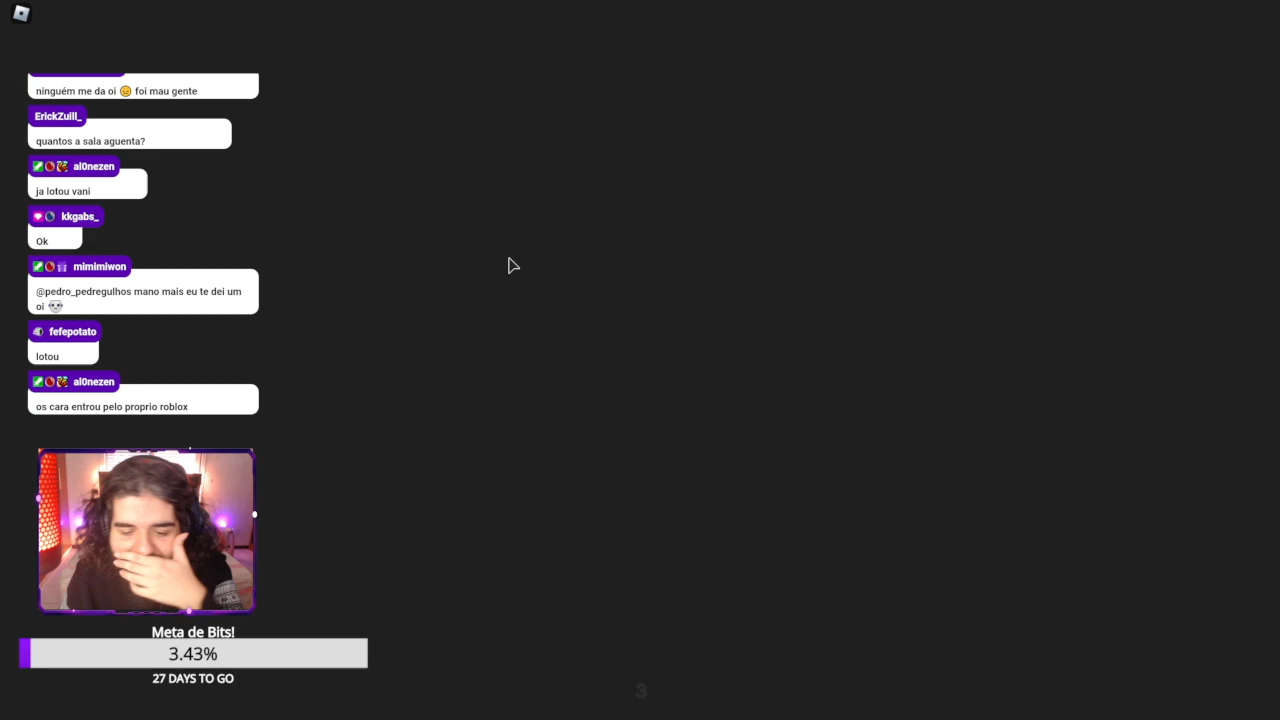 ninguém me da oi 😑 foi mau gente
ErickZuill_
quantos a sala aguenta?
al0nezen
ja lotou vani
kkgabs_
Ok
mimimiwon
@pedro_pedregulhos mano mais eu te dei um
oi
fefepotato
lotou
al0nezen
os cara entrou pelo proprio roblox
Meta de Bits!
3.43%
27 DAYS TO GO
3